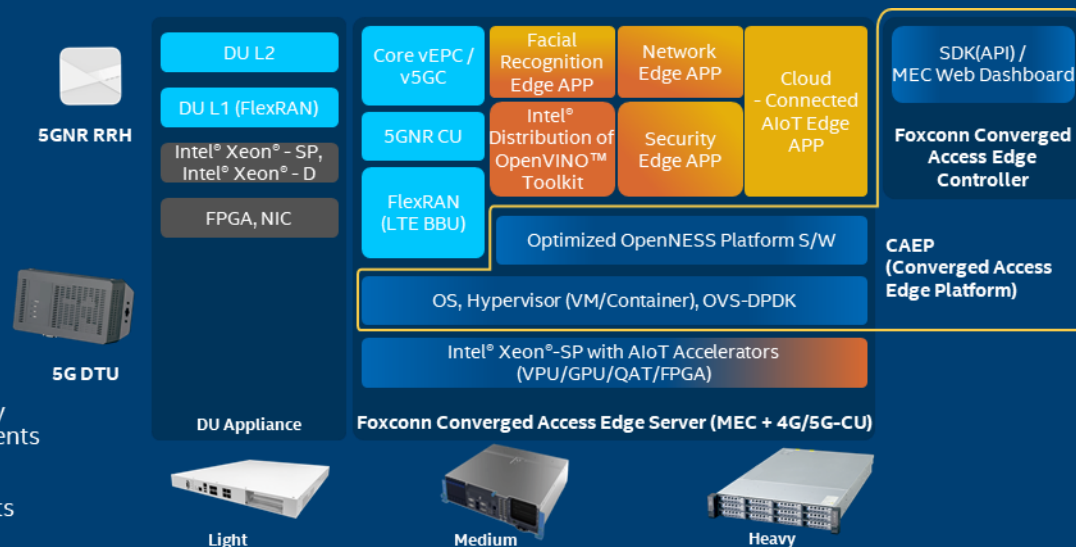 5GNR RRH
5G DTU
DU L2
DU L1 (FlexRAN)
Intel® Xeon® - SP,
Intel® Xeon® - D
FPGA, NIC
DU Appliance
Core vEPC /
v5GC
5GNR CU
FlexRAN
(LTE BBU)
Facial
Recognition
Edge APP
Intel®
Distribution of
OpenVINO™
Toolkit
Network
Edge APP
Security
Edge APP
Cloud
- Connected
AIoT Edge
APP
Optimized OpenNESS Platform S/W
OS, Hypervisor (VM/Container), OVS-DPDK
Intel® Xeon®-SP with AIoT Accelerators
(VPU/GPU/QAT/FPGA)
Foxconn Converged Access Edge Server (MEC + 4G/5G-CU)
SDK(API) /
MEC Web Dashboard
Foxconn Converged
Access Edge
Controller
CAEP
(Converged Access
Edge Platform)
Light
Medium
Heavy